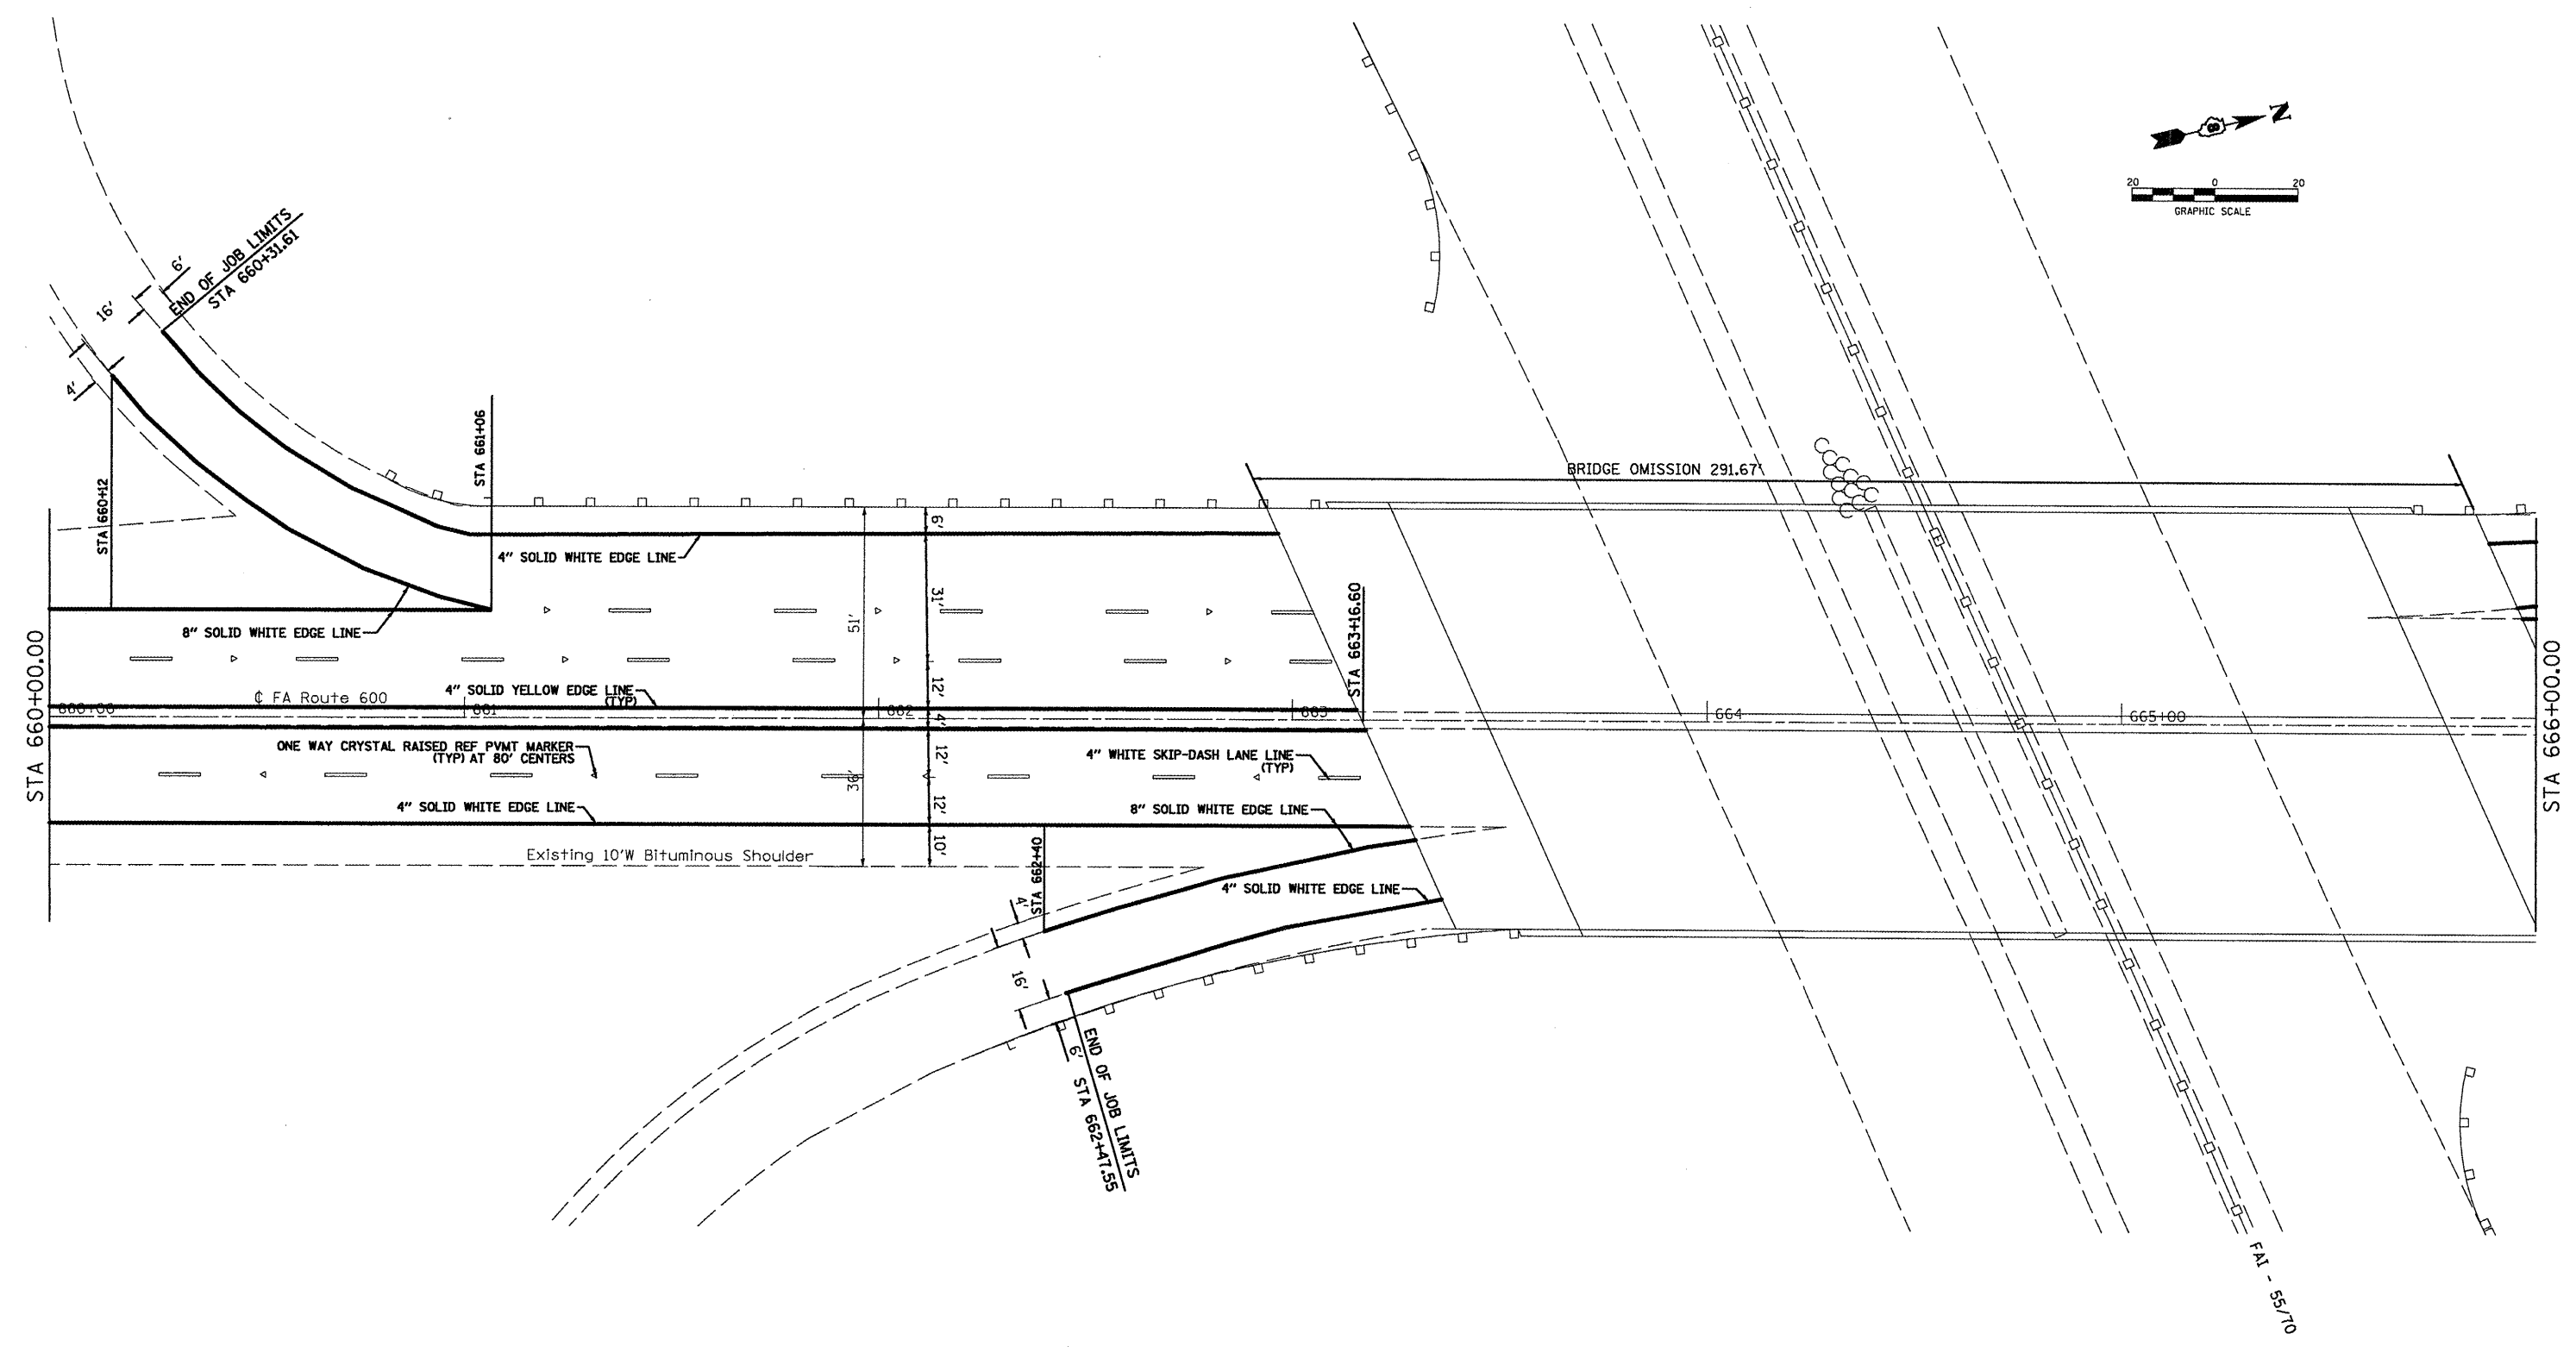 N
20 0 20
GRAPHIC SCALE
6'
END OF JOB LIMITS
STA 660+31.61
16'
4'
STA 660+12
STA 661+06
BRIDGE OMISSION 291.67'
6'
4" SOLID WHITE EDGE LINE
31'
51'
STA 663+16.60
8" SOLID WHITE EDGE LINE
STA 660+00.00
STA 666+00.00
℄ FA Route 600
4" SOLID YELLOW EDGE LINE
(TYP)
12'
660+00
661
662
4'
663
664
665+00
ONE WAY CRYSTAL RAISED REF PVMT MARKER
(TYP) AT 80' CENTERS
12'
36'
4" WHITE SKIP-DASH LANE LINE
(TYP)
4" SOLID WHITE EDGE LINE
12'
8" SOLID WHITE EDGE LINE
Existing 10'W Bituminous Shoulder
10'
STA 662+40
4" SOLID WHITE EDGE LINE
4'
16'
6'
END OF JOB LIMITS
STA 662+47.55
FAI - 55/70